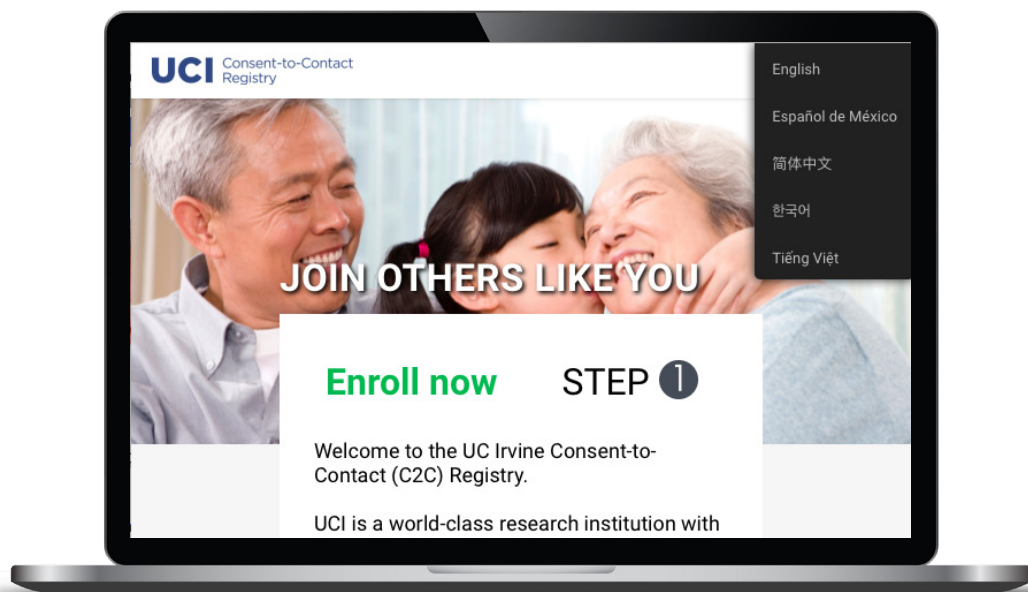 UCI Consent-to-Contact
Registry
English
Español de México
简体中文
한국어
Tiếng Việt
JOIN OTHERS LIKE YOU
Enroll now STEP 1
Welcome to the UC Irvine Consent-to-
Contact (C2C) Registry.
UCI is a world-class research institution with